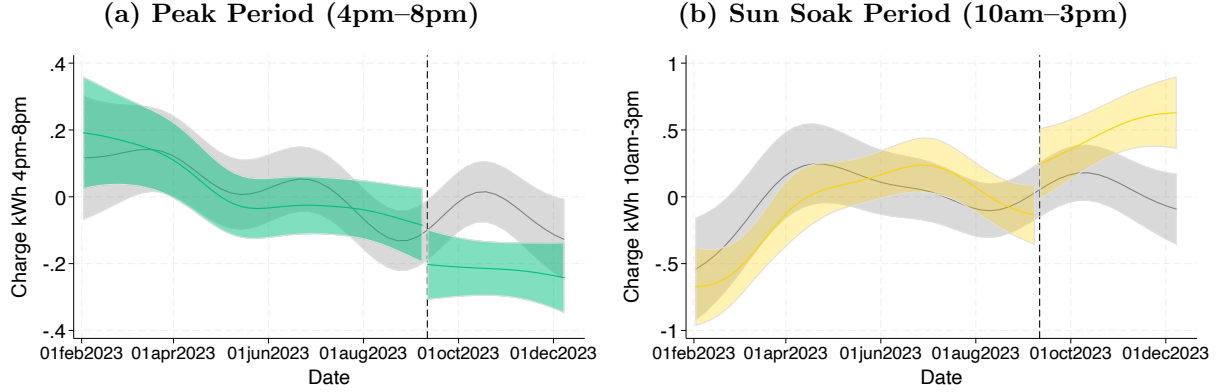 (a) Peak Period (4pm–8pm)
.4
.2
0
-.2
-.4
Charge kWh 4pm-8pm
01feb2023 01apr2023 01jun2023 01aug2023 01oct2023 01dec2023
Date
(b) Sun Soak Period (10am–3pm)
1
.5
0
-.5
-1
Charge kWh 10am-3pm
01feb2023 01apr2023 01jun2023 01aug2023 01oct2023 01dec2023
Date